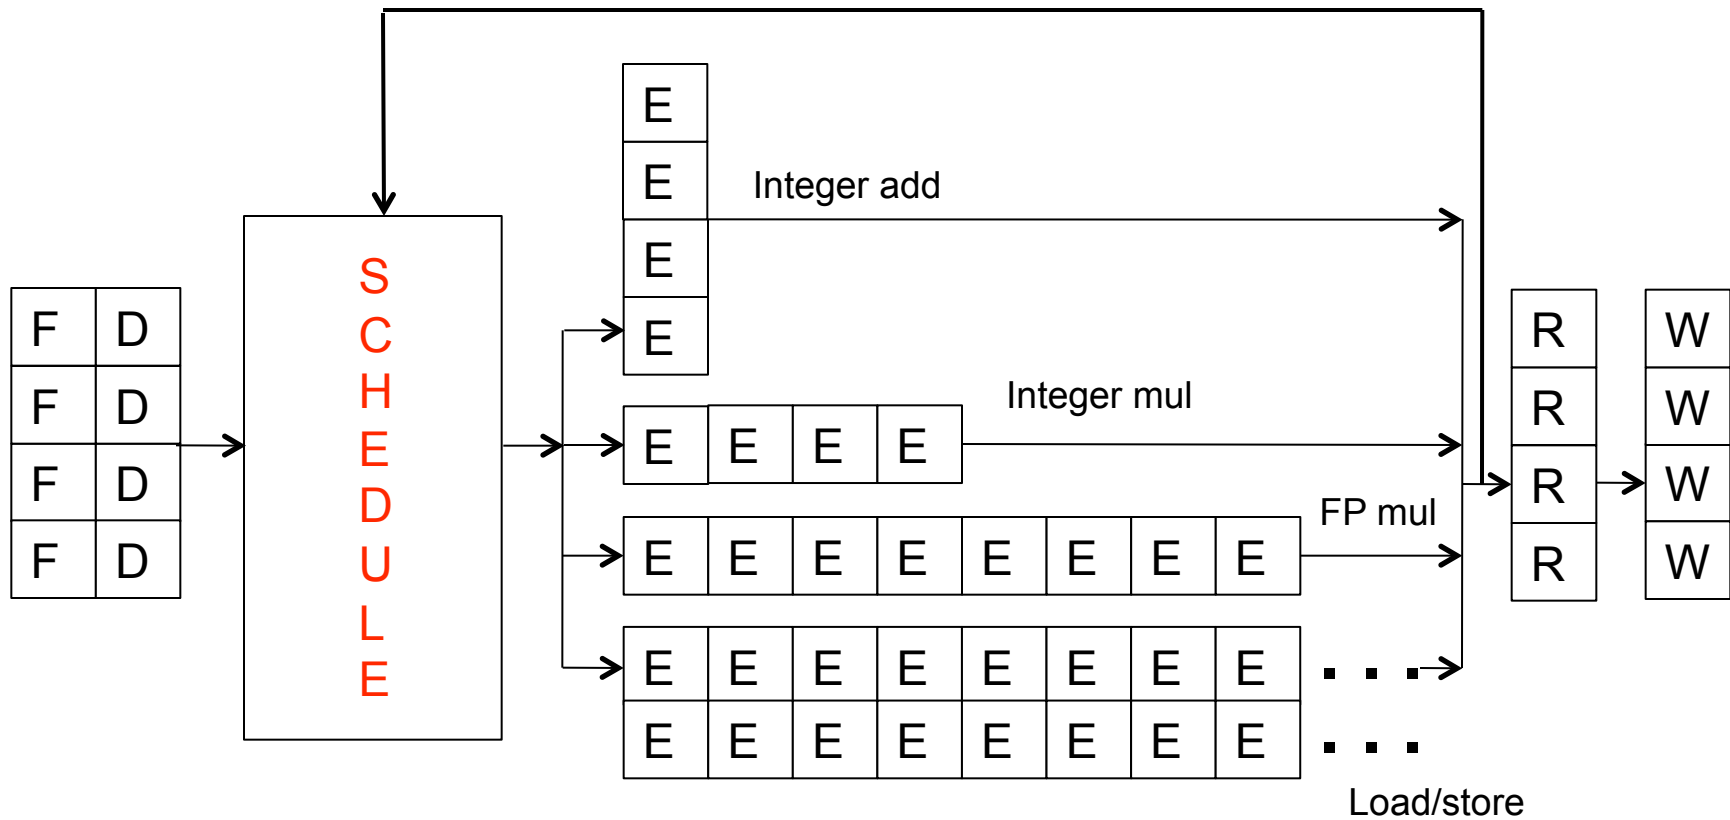 E
E
Integer add
E
E
F D
F D
F D
F D
S
C
H
E
D
U
L
E
Integer mul
E E E E
FP mul
E E E E E E E E
E E E E E E E E . . .
E E E E E E E E . . .
Load/store
R W
R W
R W
R W